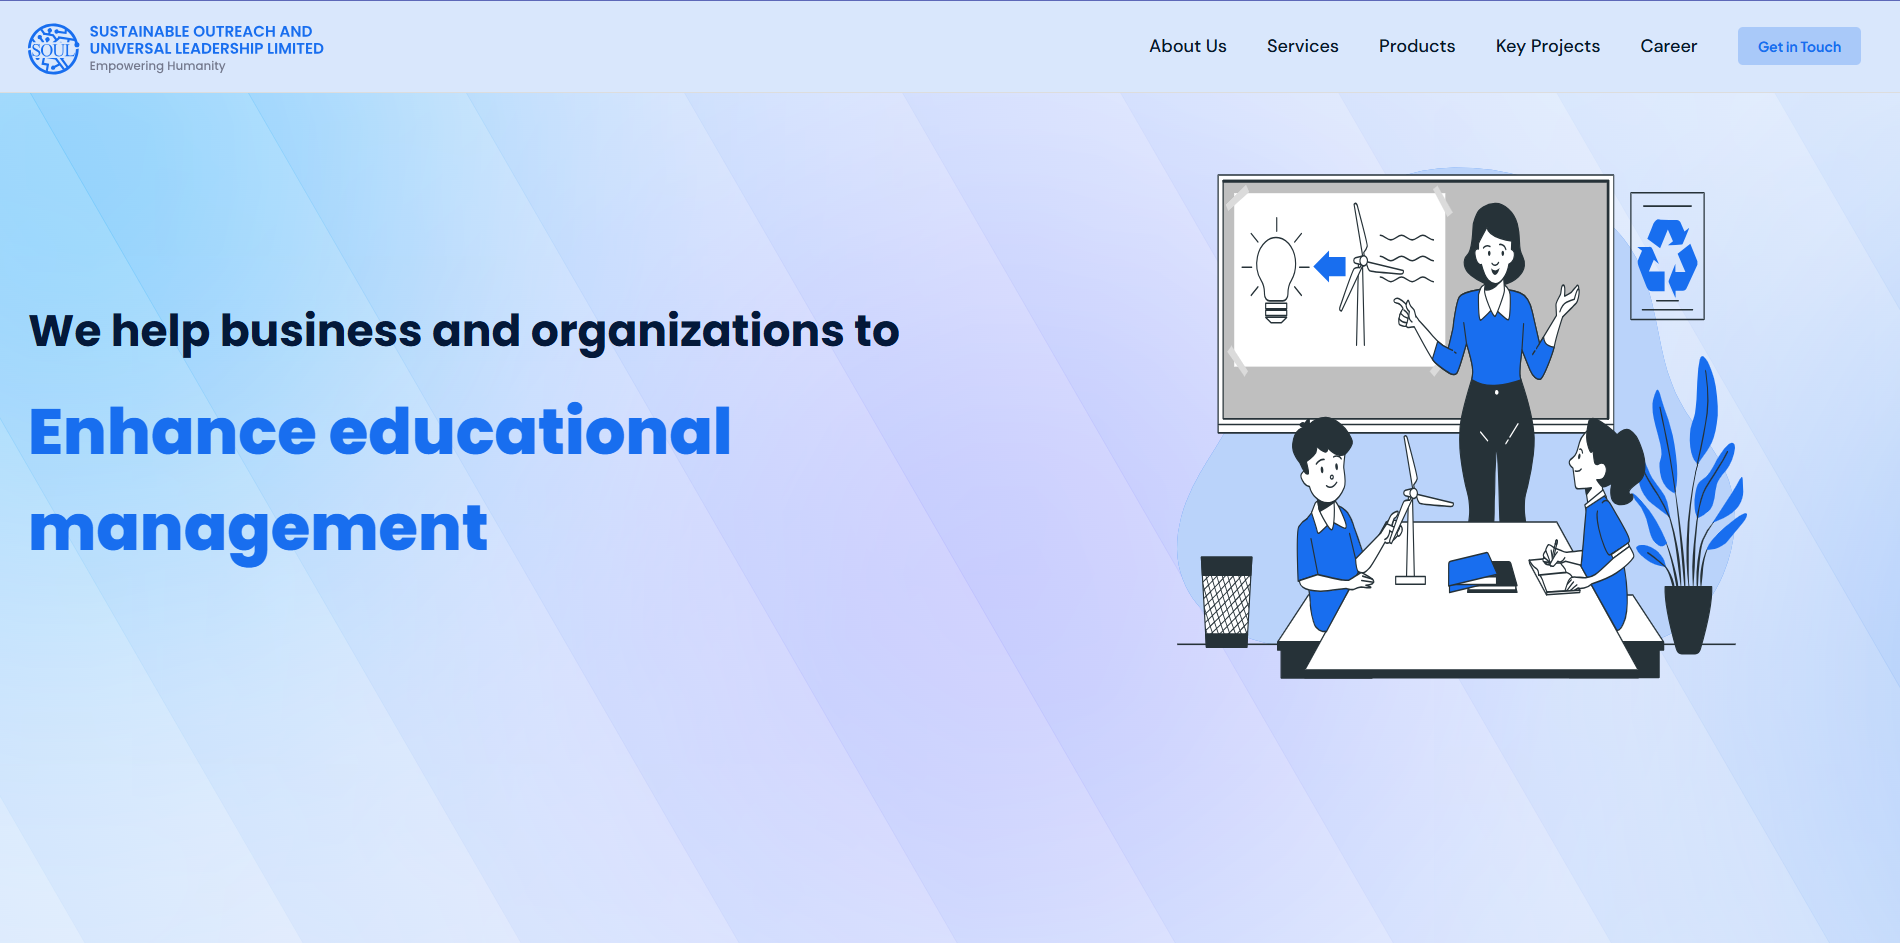 SOUL
SUSTAINABLE OUTREACH AND
UNIVERSAL LEADERSHIP LIMITED
Empowering Humanity
About Us
Services
Products
Key Projects
Career
Get in Touch
We help business and organizations to
Enhance educational
management